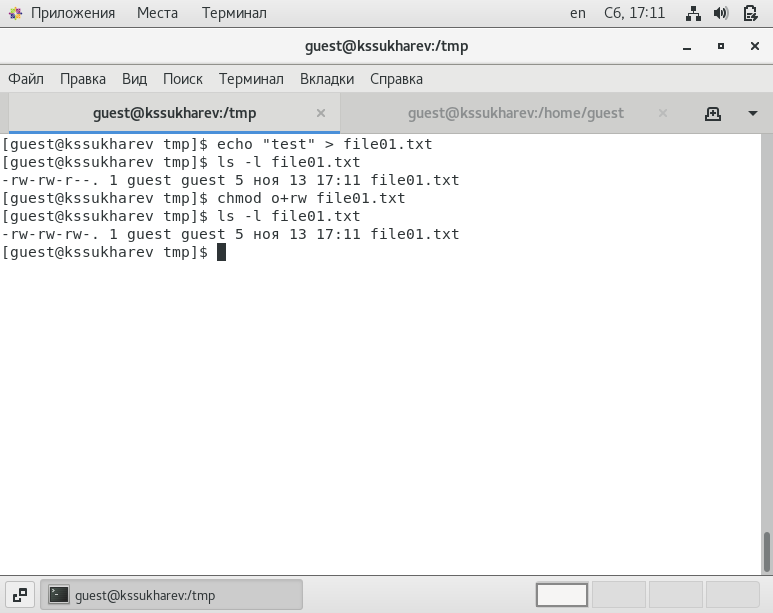 Приложения Места Терминал en Сб, 17:11
guest@kssukharev:/tmp
Файл Правка Вид Поиск Терминал Вкладки Справка
guest@kssukharev:/tmp × guest@kssukharev:/home/guest ×
[guest@kssukharev tmp]$ echo "test" > file01.txt
[guest@kssukharev tmp]$ ls -l file01.txt
-rw-rw-r--. 1 guest guest 5 ноя 13 17:11 file01.txt
[guest@kssukharev tmp]$ chmod o+rw file01.txt
[guest@kssukharev tmp]$ ls -l file01.txt
-rw-rw-rw-. 1 guest guest 5 ноя 13 17:11 file01.txt
[guest@kssukharev tmp]$
guest@kssukharev:/tmp